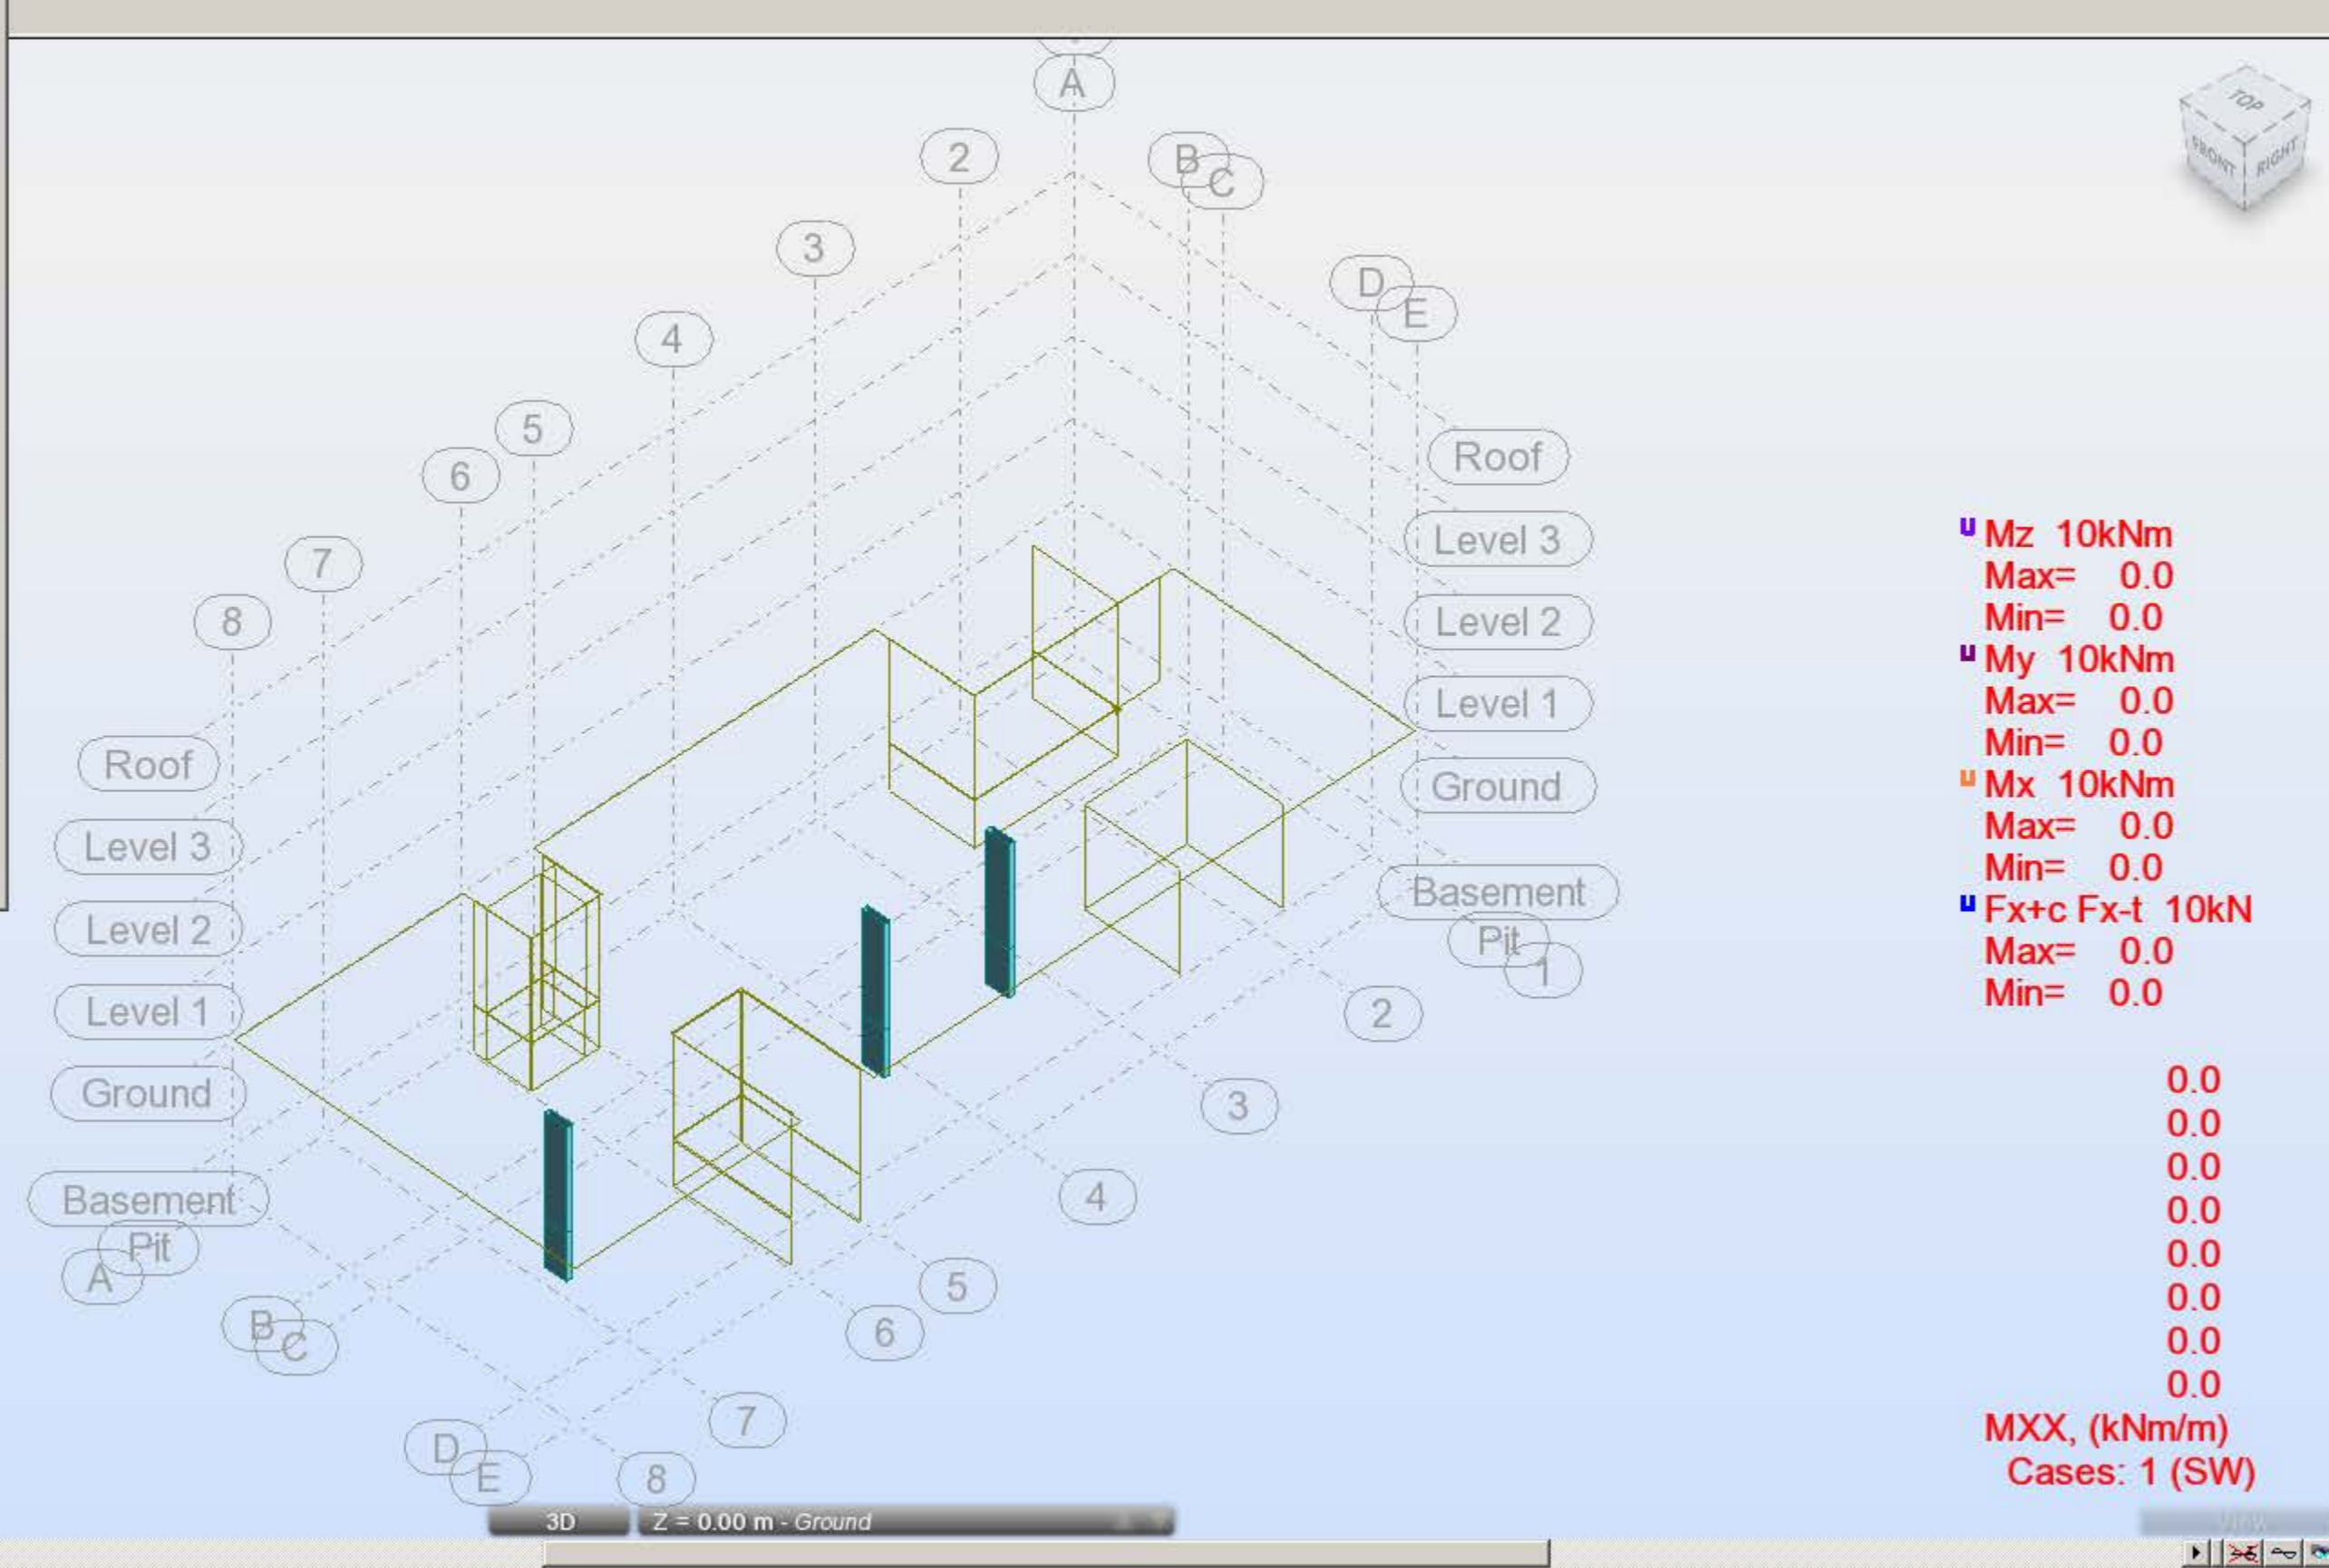 A
2
B
C
3
D
E
4
5
6
7
8
TOP
FRONT
RIGHT
Roof
Level 3
Level 2
Level 1
Ground
Basement
Pit
1
Roof
Level 3
Level 2
Level 1
Ground
Basement
Pit
A
B
C
D
E
2
3
4
5
6
7
8
Mz 10kNm
Max= 0.0
Min= 0.0
My 10kNm
Max= 0.0
Min= 0.0
Mx 10kNm
Max= 0.0
Min= 0.0
Fx+c Fx-t 10kN
Max= 0.0
Min= 0.0
0.0
0.0
0.0
0.0
0.0
0.0
0.0
0.0
MXX, (kNm/m)
Cases: 1 (SW)
3D
Z = 0.00 m - Ground